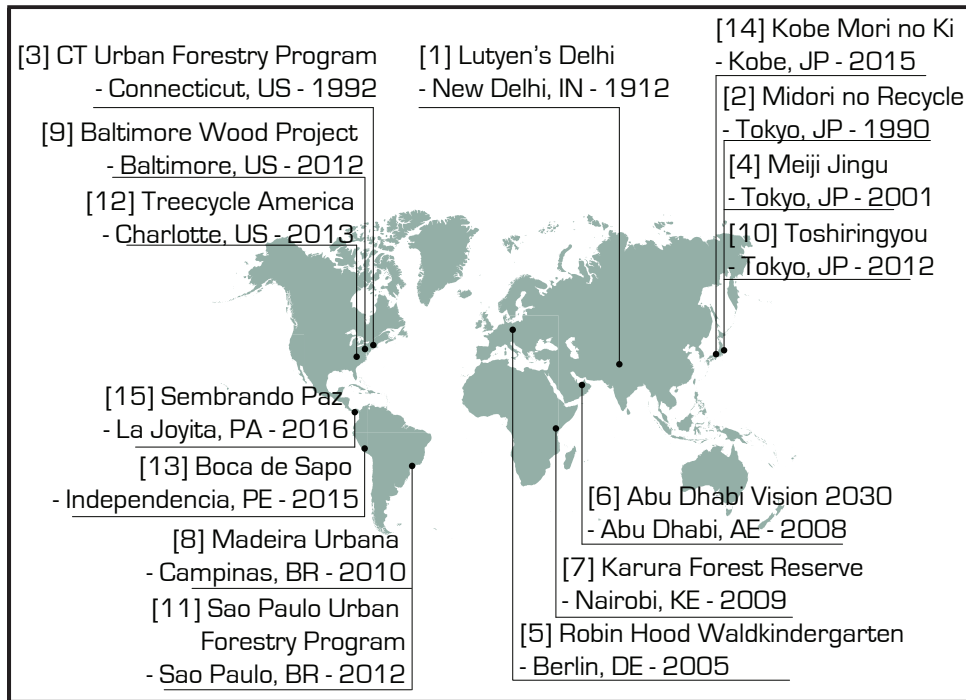 [3] CT Urban Forestry Program
- Connecticut, US - 1992
[9] Baltimore Wood Project
- Baltimore, US - 2012
[12] Treecycle America
- Charlotte, US - 2013
[1] Lutyen's Delhi
- New Delhi, IN - 1912
[14] Kobe Mori no Ki
- Kobe, JP - 2015
[2] Midori no Recycle
- Tokyo, JP - 1990
[4] Meiji Jingu
- Tokyo, JP - 2001
[10] Toshiringyou
- Tokyo, JP - 2012
[15] Sembrando Paz
- La Joyita, PA - 2016
[13] Boca de Sapo
- Independencia, PE - 2015
[8] Madeira Urbana
- Campinas, BR - 2010
[11] Sao Paulo Urban
Forestry Program
- Sao Paulo, BR - 2012
[6] Abu Dhabi Vision 2030
- Abu Dhabi, AE - 2008
[7] Karura Forest Reserve
- Nairobi, KE - 2009
[5] Robin Hood Waldkindergarten
- Berlin, DE - 2005